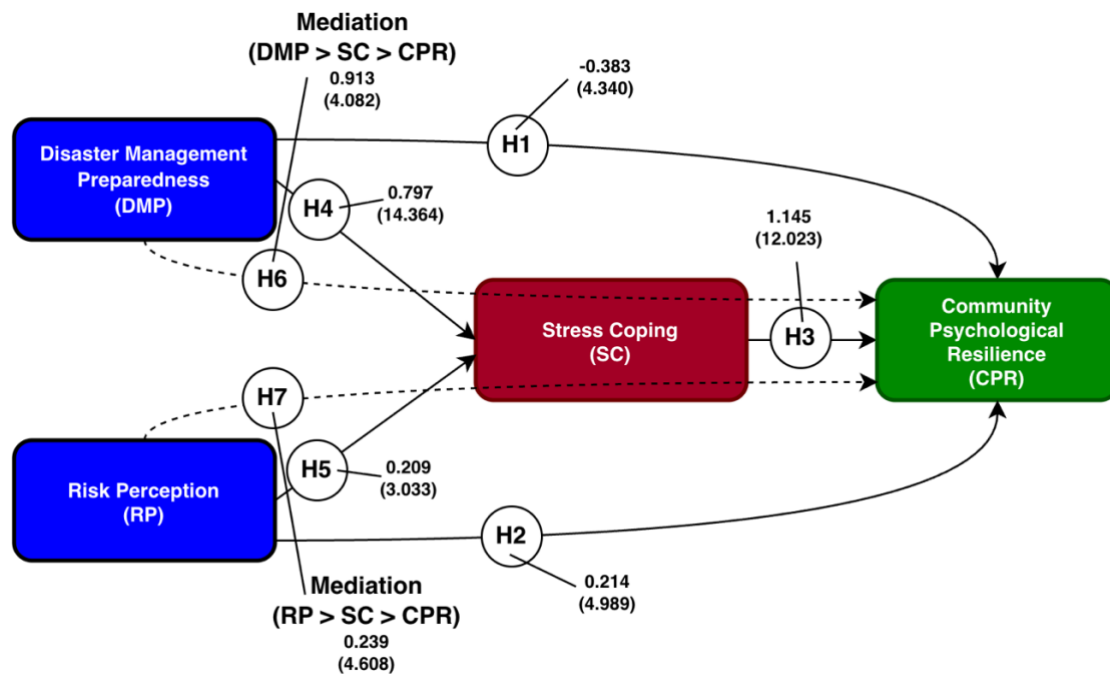 Mediation
(DMP > SC > CPR)
0.913
(4.082)
-0.383
(4.340)
H1
Disaster Management
Preparedness
(DMP)
H4
0.797
(14.364)
H6
1.145
(12.023)
H3
Stress Coping
(SC)
Community
Psychological
Resilience
(CPR)
H7
H5
0.209
(3.033)
Risk Perception
(RP)
H2
0.214
(4.989)
Mediation
(RP > SC > CPR)
0.239
(4.608)